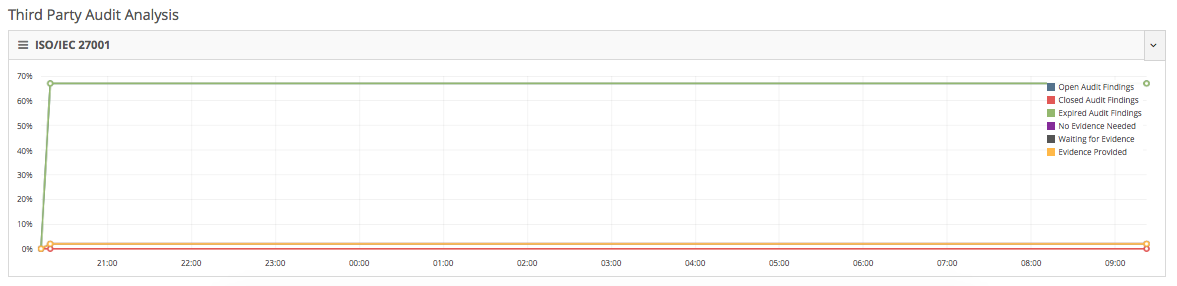 Third Party Audit Analysis
ISO/IEC 27001
70%
60%
50%
40%
30%
20%
10%
0%
Open Audit Findings
Closed Audit Findings
Expired Audit Findings
No Evidence Needed
Waiting for Evidence
Evidence Provided
21:00 22:00 23:00 00:00 01:00 02:00 03:00 04:00 05:00 06:00 07:00 08:00 09:00